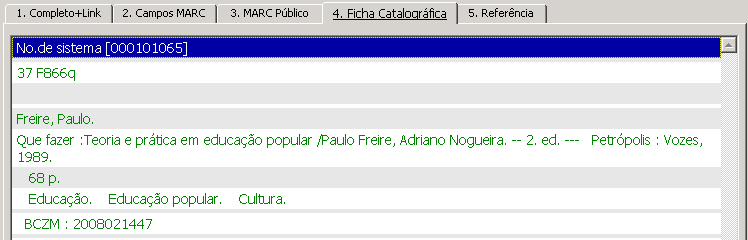 1. Completo+Link 2. Campos MARC 3. MARC Público 4. Ficha Catalográfica 5. Referência
No.de sistema [000101065]
37 F866q
Freire, Paulo.
Que fazer :Teoria e prática em educação popular /Paulo Freire, Adriano Nogueira. -- 2. ed. --- Petrópolis : Vozes,
1989.
68 p.
Educação. Educação popular. Cultura.
BCZM : 2008021447